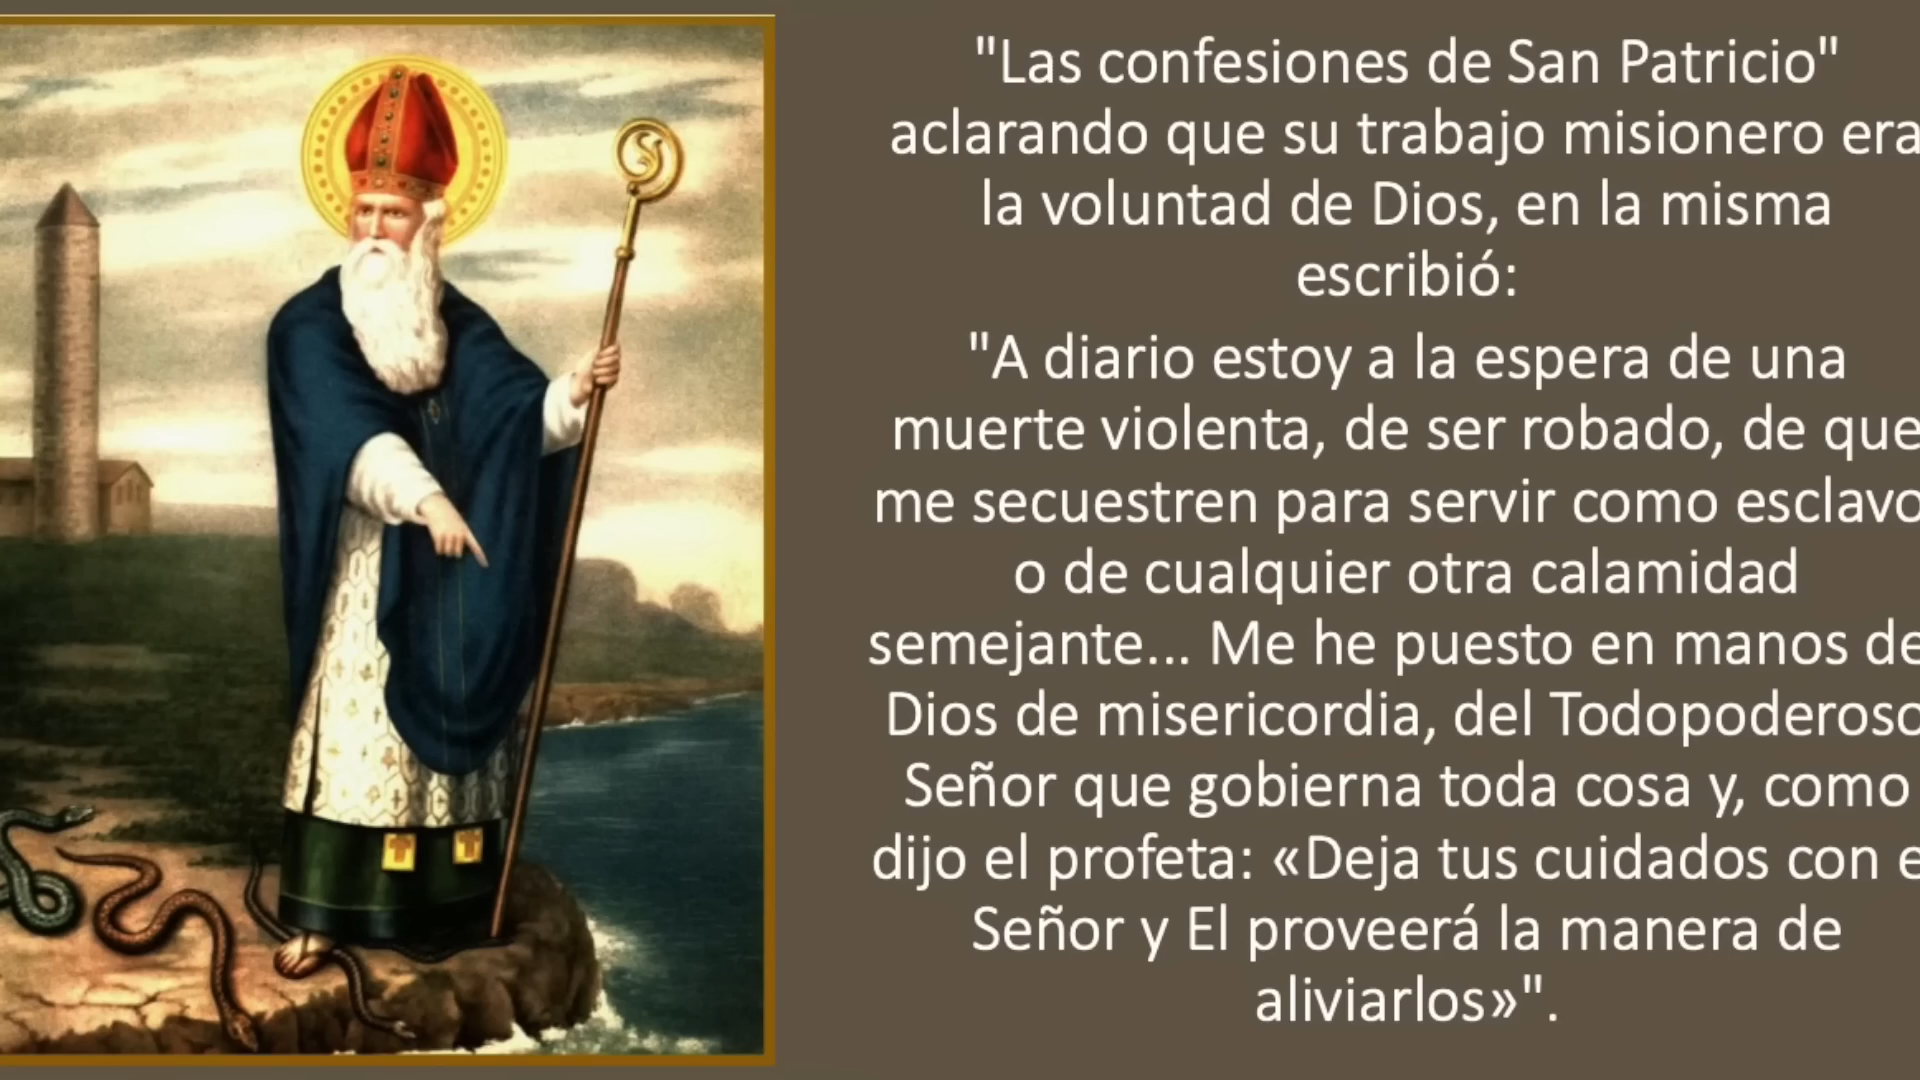 "Las confesiones de San Patricio"
aclarando que su trabajo misionero era
la voluntad de Dios, en la misma
escribió:
"A diario estoy a la espera de una
muerte violenta, de ser robado, de que
me secuestren para servir como esclavo
o de cualquier otra calamidad
semejante... Me he puesto en manos de
Dios de misericordia, del Todopoderoso
Señor que gobierna toda cosa y, como
dijo el profeta: «Deja tus cuidados con e
Señor y El proveerá la manera de
aliviarlos»".